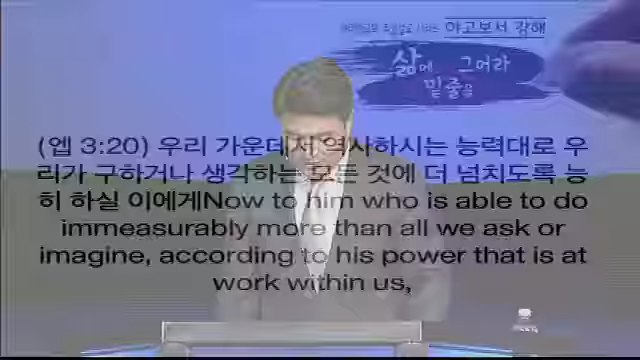 야고보서 강해
삶에 그어라
밑줄을
(엡 3:20) 우리 가운데서 역사하시는 능력대로 우
리가 구하거나 생각하는 모든 것에 더 넘치도록 능
히 하실 이에게Now to him who is able to do
immeasurably more than all we ask or
imagine, according to his power that is at
work within us,